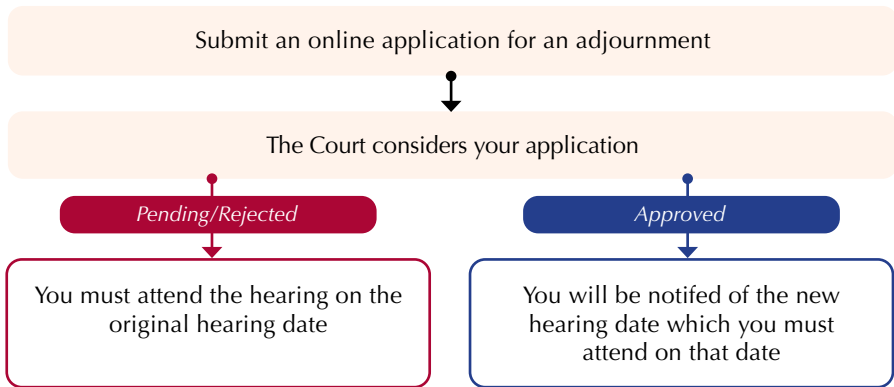 Submit an online application for an adjournment
The Court considers your application
Pending/Rejected
Approved
You must attend the hearing on the
original hearing date
You will be notifed of the new
hearing date which you must
attend on that date